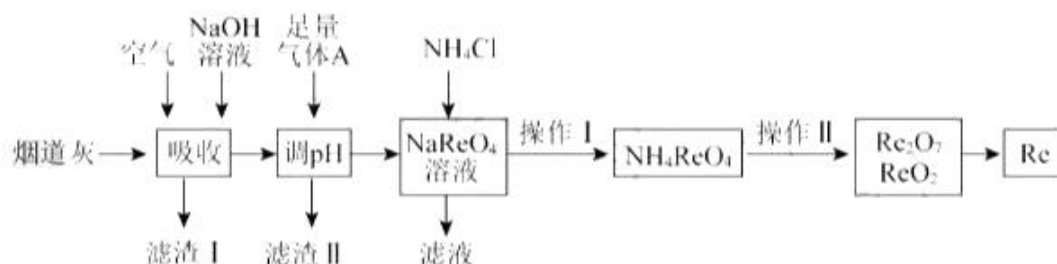 空气
NaOH
溶液
足量
气体A
NH₄Cl
烟道灰
吸收
调pH
NaReO₄
溶液
操作Ⅰ
NH₄ReO₄
操作Ⅱ
Re₂O₇
ReO₂
Re
滤渣Ⅰ
滤渣Ⅱ
滤液